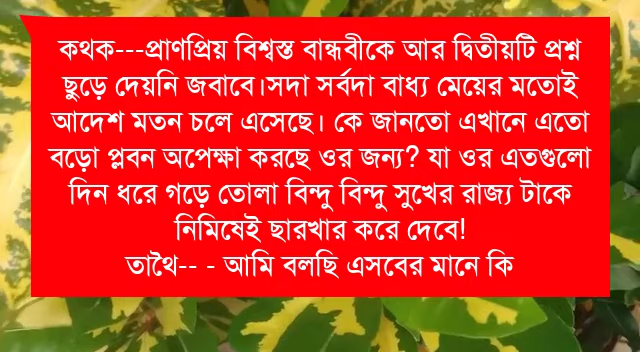 কথক---প্রাণপ্রিয় বিশ্বস্ত বান্ধবীকে আর দ্বিতীয়টি প্রশ্ন
ছুড়ে দেয়নি জবাবে।সদা সর্বদা বাধ্য মেয়ের মতোই
আদেশ মতন চলে এসেছে। কে জানতো এখানে এতো
বড়ো প্লবন অপেক্ষা করছে ওর জন্য? যা ওর এতগুলো
দিন ধরে গড়ে তোলা বিন্দু বিন্দু সুখের রাজ্য টাকে
নিমিষেই ছারখার করে দেবে!
তাথৈ-- - আমি বলছি এসবের মানে কি